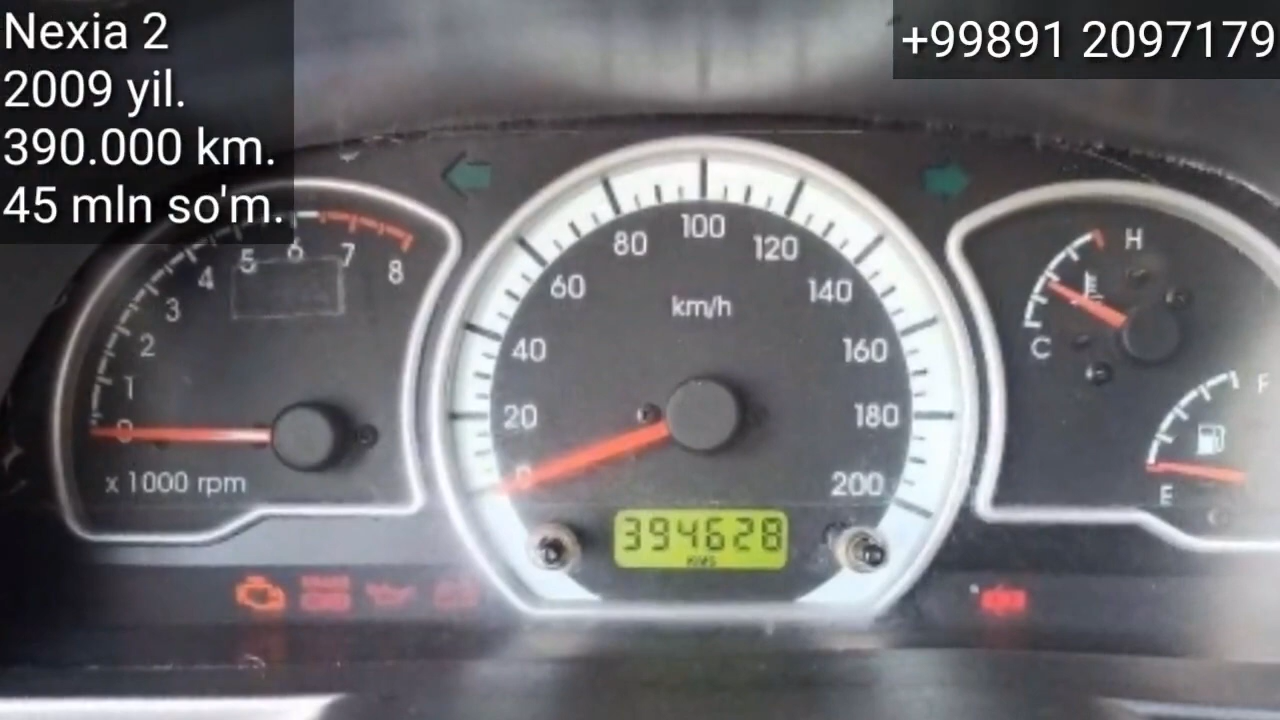 Nexia 2
2009 yil.
390.000 km.
45 mln so'm.
+99891 2097179
0 1 2 3 4 5 6 7 8
x 1000 rpm
0 20 40 60 80 100 120 140 160 180 200
km/h
394628
KMS
H
C
F
E